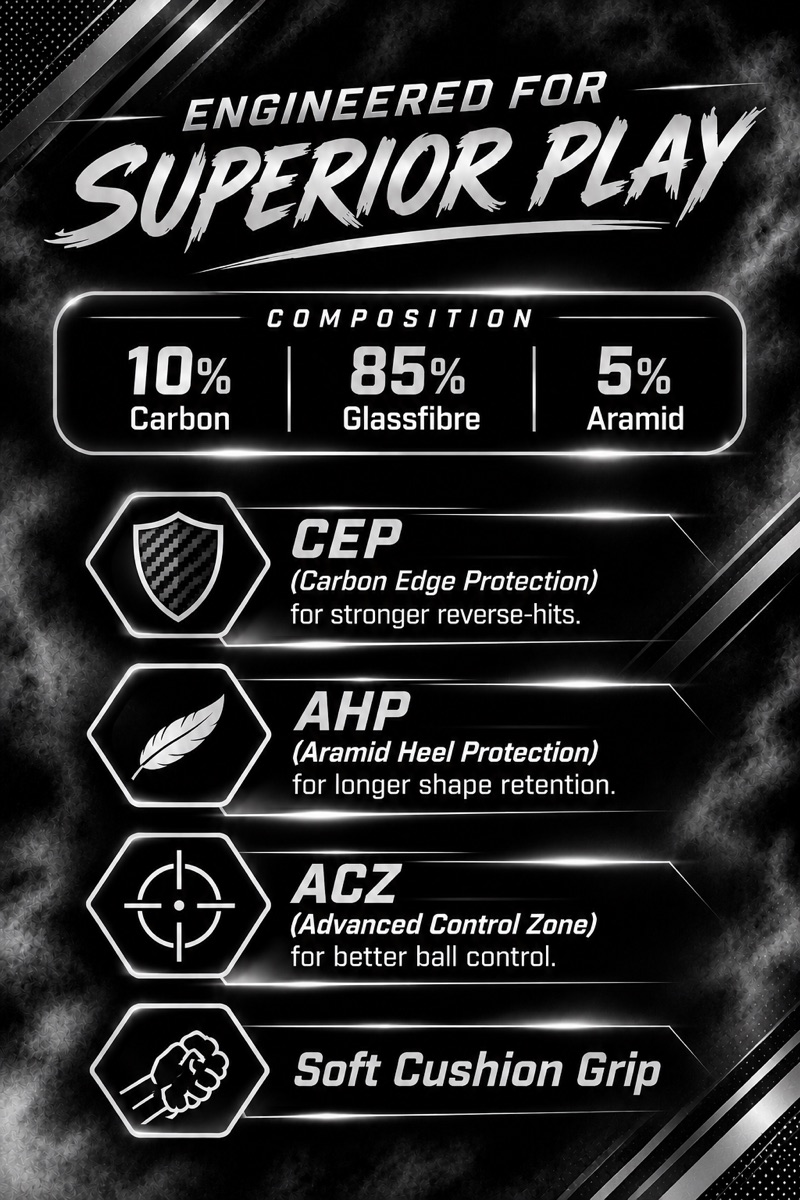 ENGINEERED FOR
SUPERIOR PLAY
COMPOSITION
10% 85% 5%
Carbon Glassfibre Aramid
CEP
(Carbon Edge Protection)
for stronger reverse-hits.
AHP
(Aramid Heel Protection)
for longer shape retention.
ACZ
(Advanced Control Zone)
for better ball control.
Soft Cushion Grip